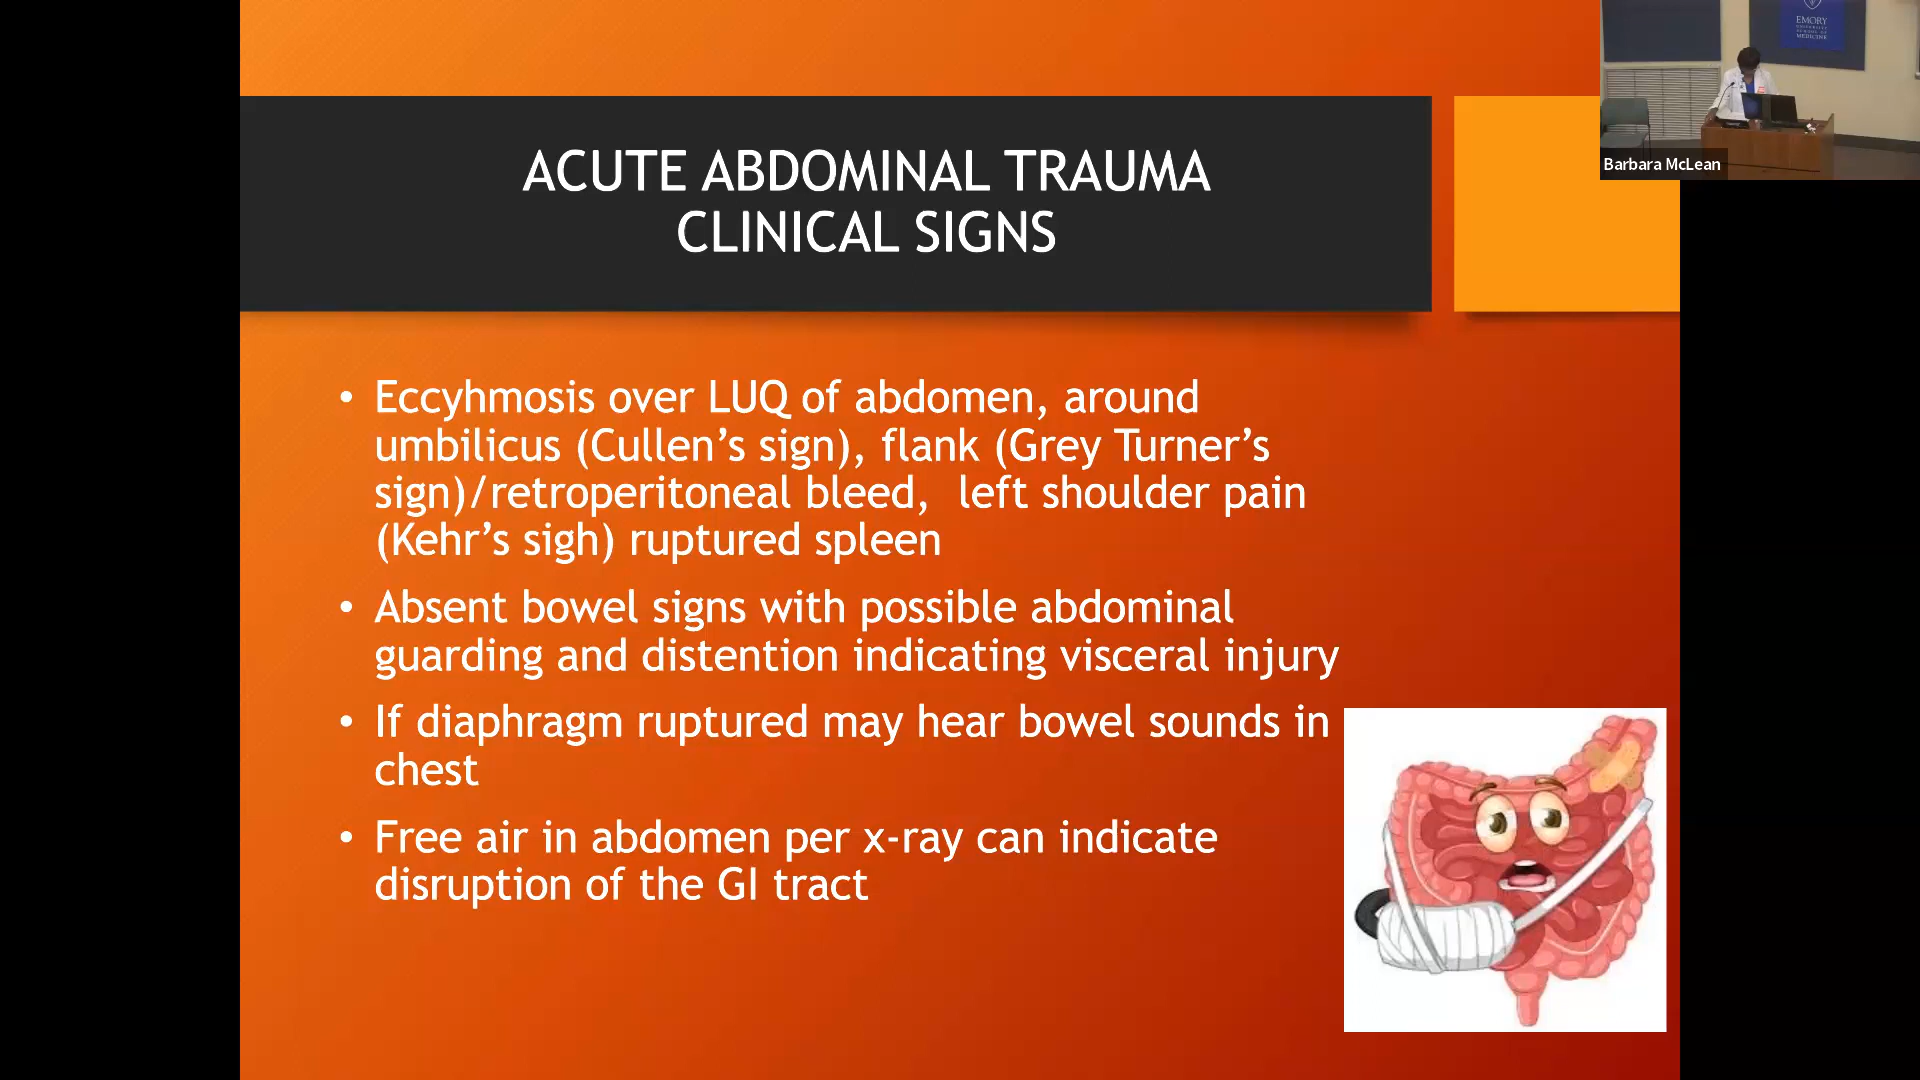 ACUTE ABDOMINAL TRAUMA
CLINICAL SIGNS
• Eccyhmosis over LUQ of abdomen, around
umbilicus (Cullen’s sign), flank (Grey Turner’s
sign)/retroperitoneal bleed,  left shoulder pain
(Kehr’s sigh) ruptured spleen
• Absent bowel signs with possible abdominal
guarding and distention indicating visceral injury
• If diaphragm ruptured may hear bowel sounds in
chest
• Free air in abdomen per x-ray can indicate
disruption of the GI tract
EMORY
MEDICINE
Barbara McLean